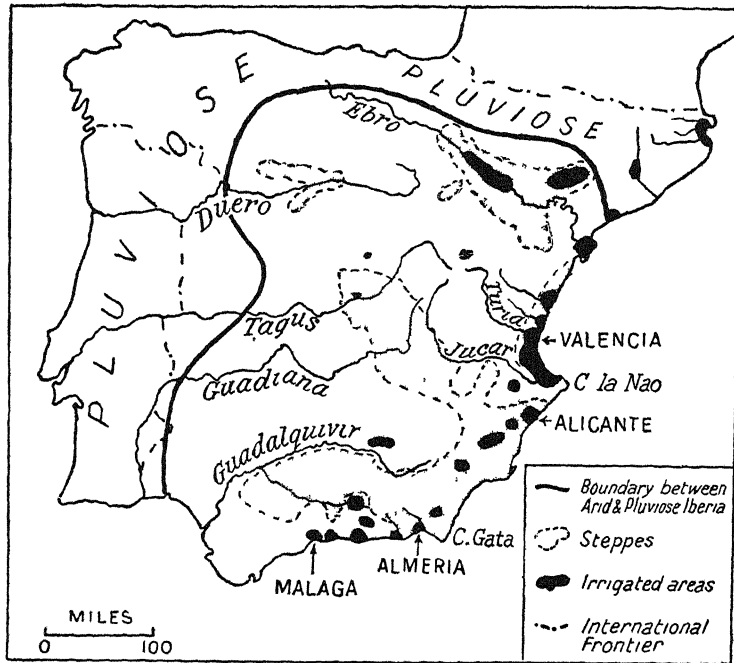 PLUVIOSE
PLUVIOSE
Ebro
Duero
Tagus
Turia
VALENCIA
Jucar
C la Nao
Guadiana
ALICANTE
Guadalquivir
C. Gata
ALMERIA
MALAGA
MILES
0 100
Boundary between
Arid & Pluviose Iberia
Steppes
Irrigated areas
International
Frontier